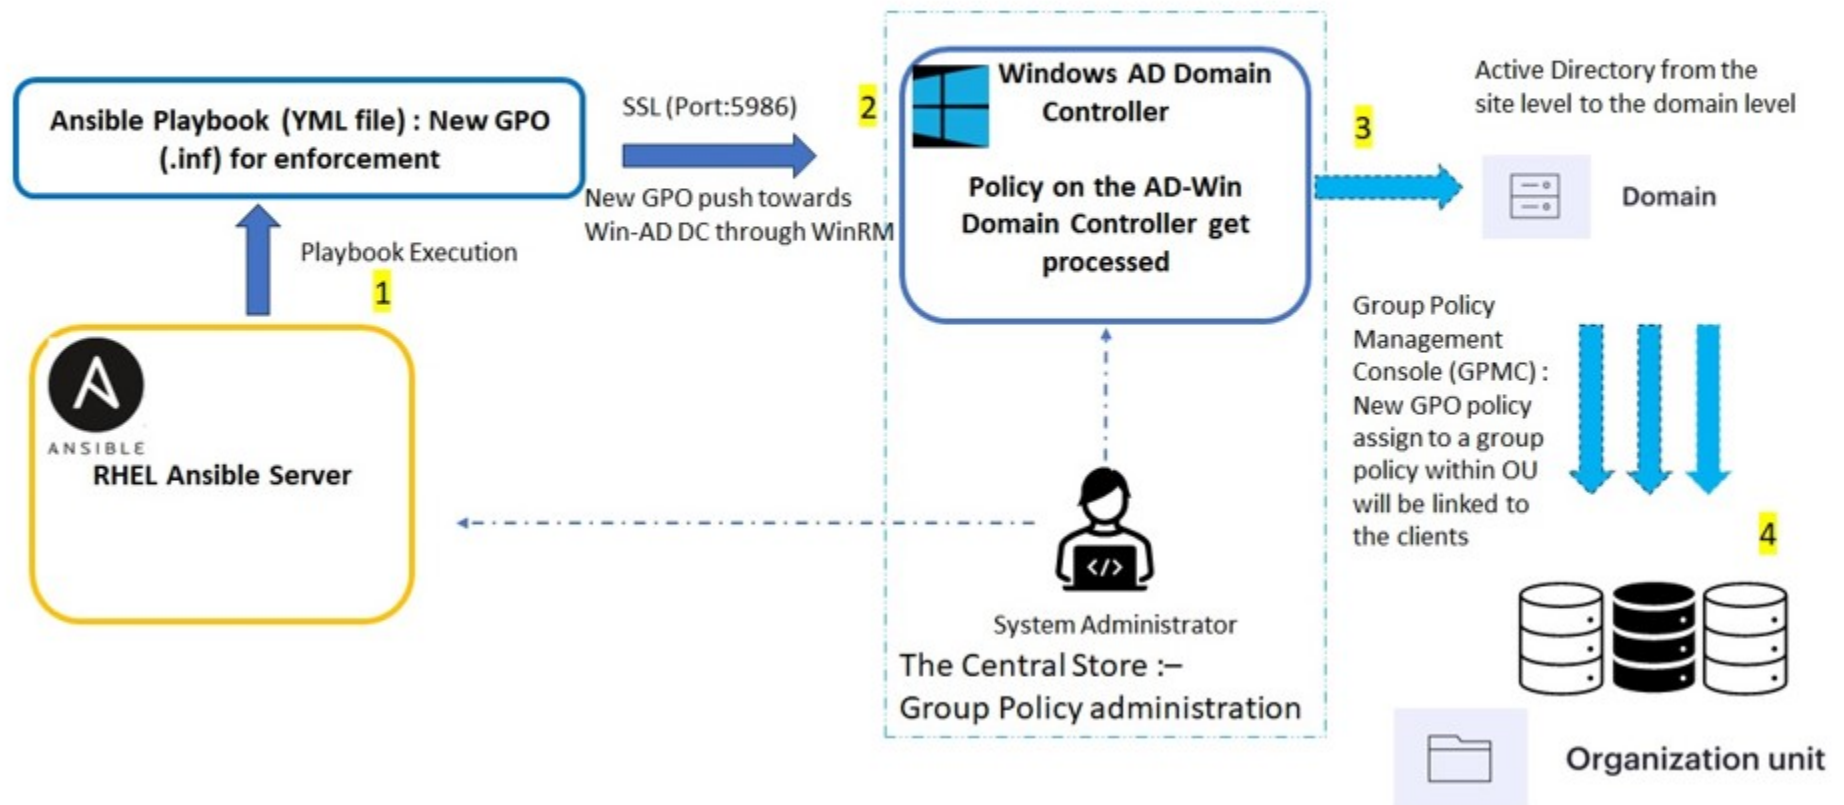 Ansible Playbook (YML file) : New GPO
(.inf) for enforcement
SSL (Port:5986)
New GPO push towards
Win-AD DC through WinRM
2
Windows AD Domain
Controller
Policy on the AD-Win
Domain Controller get
processed
3
Active Directory from the
site level to the domain level
Domain
Playbook Execution
1
ANSIBLE
RHEL Ansible Server
Group Policy
Management
Console (GPMC) :
New GPO policy
assign to a group
policy within OU
will be linked to
the clients
4
</>
System Administrator
The Central Store :–
Group Policy administration
Organization unit